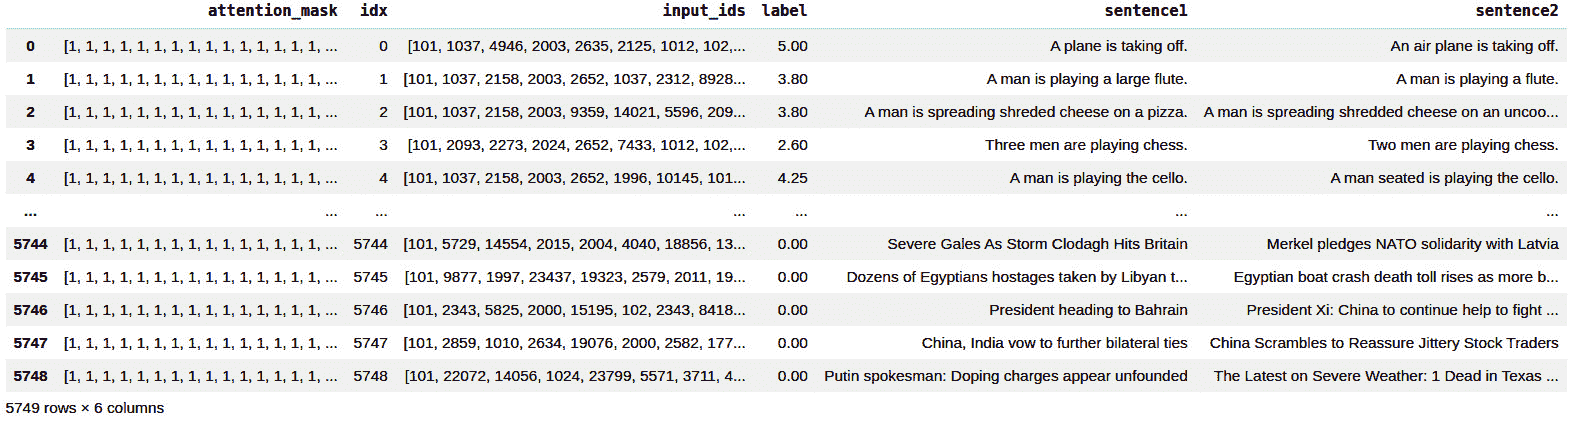 attention_mask idx input_ids label sentence1 sentence2
0 [1, 1, 1, 1, 1, 1, 1, 1, 1, 1, 1, 1, 1, 1, 1, ... 0 [101, 1037, 4946, 2003, 2635, 2125, 1012, 102,... 5.00 A plane is taking off. An air plane is taking off.
1 [1, 1, 1, 1, 1, 1, 1, 1, 1, 1, 1, 1, 1, 1, 1, ... 1 [101, 1037, 2158, 2003, 2652, 1037, 2312, 8928... 3.80 A man is playing a large flute. A man is playing a flute.
2 [1, 1, 1, 1, 1, 1, 1, 1, 1, 1, 1, 1, 1, 1, 1, ... 2 [101, 1037, 2158, 2003, 9359, 14021, 5596, 209... 3.80 A man is spreading shreded cheese on a pizza. A man is spreading shredded cheese on an uncoo...
3 [1, 1, 1, 1, 1, 1, 1, 1, 1, 1, 1, 1, 1, 1, 1, ... 3 [101, 2093, 2273, 2024, 2652, 7433, 1012, 102,... 2.60 Three men are playing chess. Two men are playing chess.
4 [1, 1, 1, 1, 1, 1, 1, 1, 1, 1, 1, 1, 1, 1, 1, ... 4 [101, 1037, 2158, 2003, 2652, 1996, 10145, 101... 4.25 A man is playing the cello. A man seated is playing the cello.
... ... ... ... ... ... ...
5744 [1, 1, 1, 1, 1, 1, 1, 1, 1, 1, 1, 1, 1, 1, 1, ... 5744 [101, 5729, 14554, 2015, 2004, 4040, 18856, 13... 0.00 Severe Gales As Storm Clodagh Hits Britain Merkel pledges NATO solidarity with Latvia
5745 [1, 1, 1, 1, 1, 1, 1, 1, 1, 1, 1, 1, 1, 1, 1, ... 5745 [101, 9877, 1997, 23437, 19323, 2579, 2011, 19... 0.00 Dozens of Egyptians hostages taken by Libyan t... Egyptian boat crash death toll rises as more b...
5746 [1, 1, 1, 1, 1, 1, 1, 1, 1, 1, 1, 1, 1, 1, 1, ... 5746 [101, 2343, 5825, 2000, 15195, 102, 2343, 8418... 0.00 President heading to Bahrain President Xi: China to continue help to fight ...
5747 [1, 1, 1, 1, 1, 1, 1, 1, 1, 1, 1, 1, 1, 1, 1, ... 5747 [101, 2859, 1010, 2634, 19076, 2000, 2582, 177... 0.00 China, India vow to further bilateral ties China Scrambles to Reassure Jittery Stock Traders
5748 [1, 1, 1, 1, 1, 1, 1, 1, 1, 1, 1, 1, 1, 1, 1, ... 5748 [101, 22072, 14056, 1024, 23799, 5571, 3711, 4... 0.00 Putin spokesman: Doping charges appear unfounded The Latest on Severe Weather: 1 Dead in Texas ...
5749 rows × 6 columns